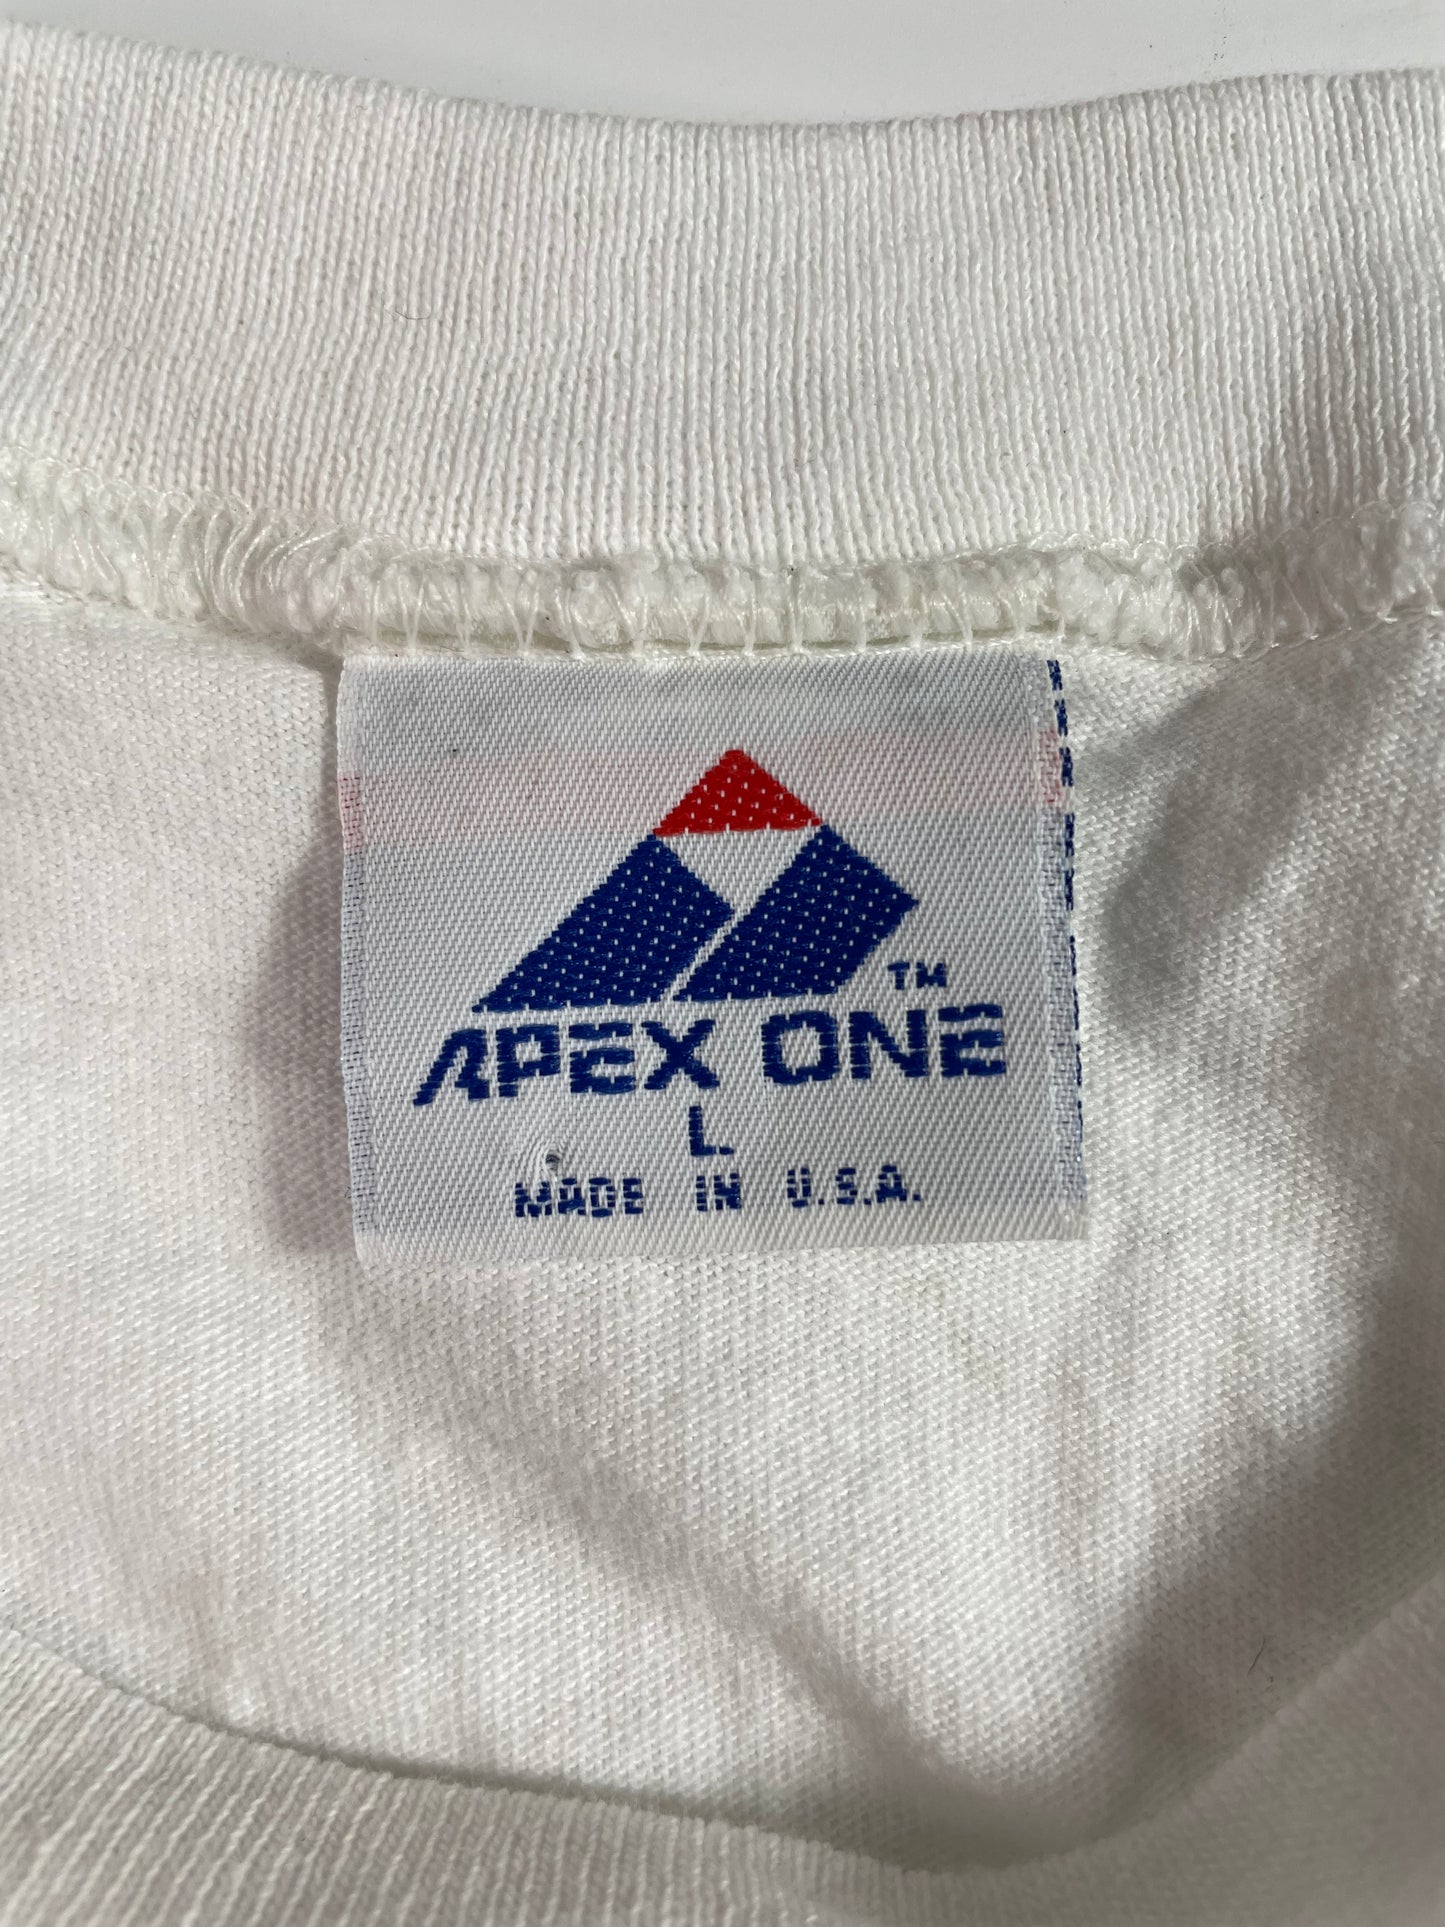 TM
APEX ONE
L
MADE IN U.S.A.